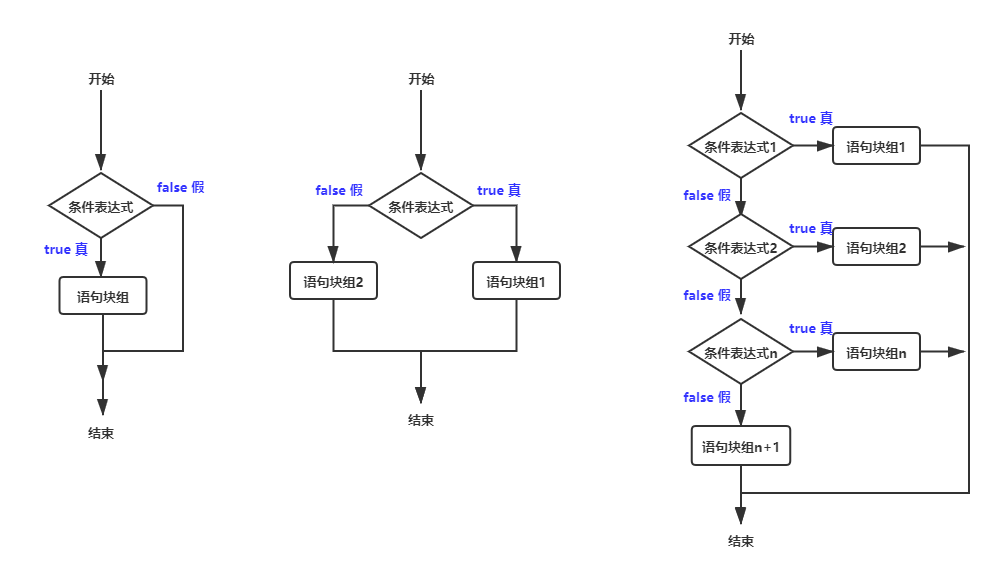 开始
条件表达式
false 假
true 真
语句块组
结束
开始
条件表达式
false 假
true 真
语句块组2
语句块组1
结束
开始
条件表达式1
true 真
语句块组1
false 假
条件表达式2
true 真
语句块组2
false 假
条件表达式n
true 真
语句块组n
false 假
语句块组n+1
结束